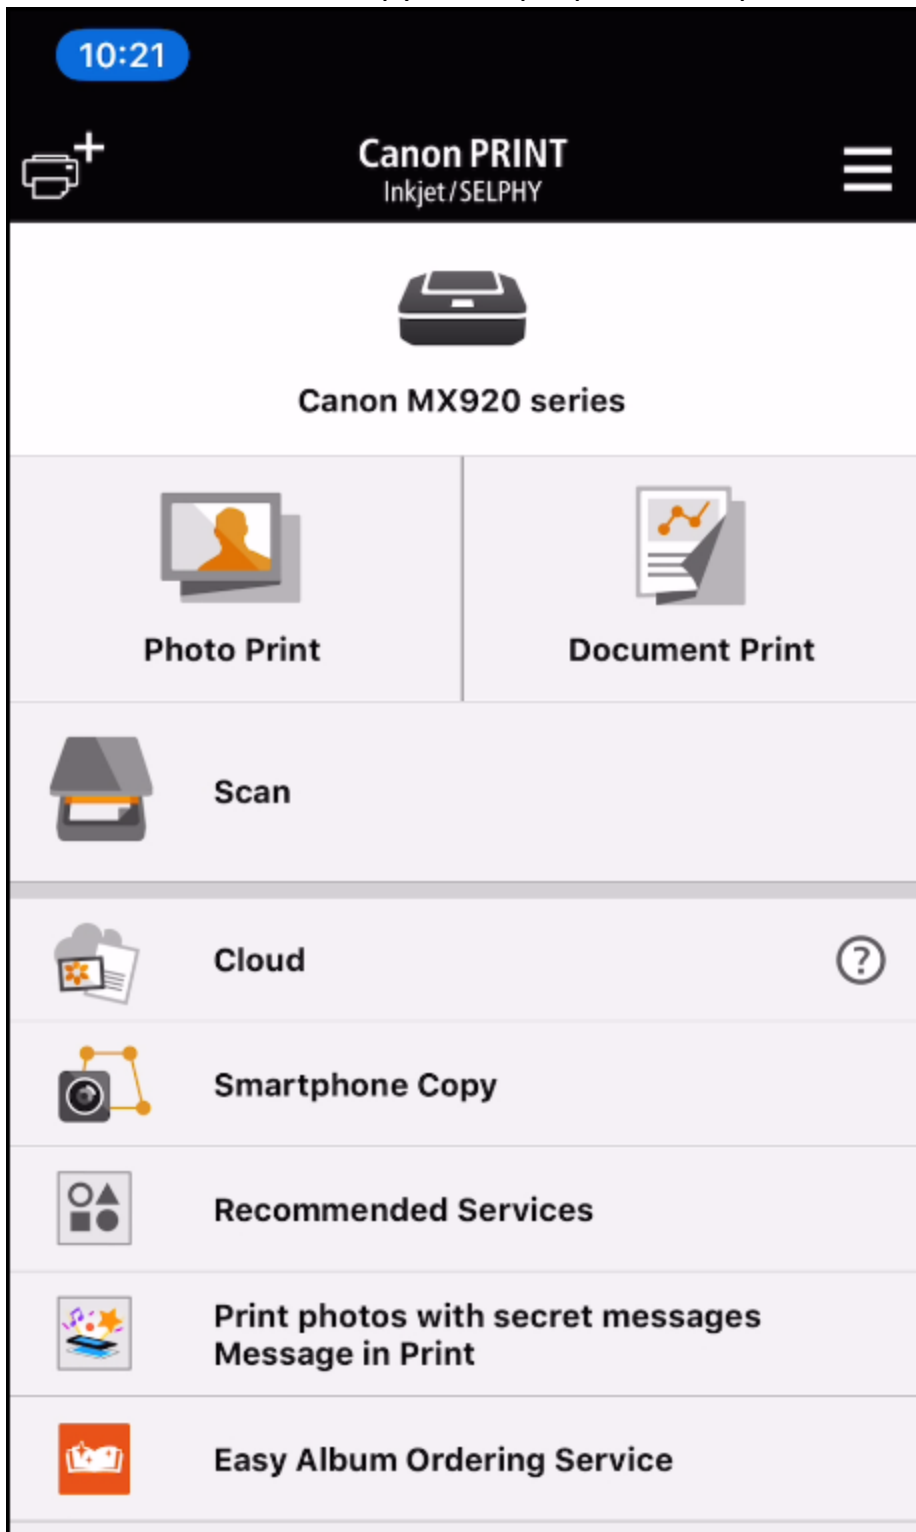 10:21
Canon PRINT
Inkjet/SELPHY
Canon MX920 series
Photo Print
Document Print
Scan
Cloud
?
Smartphone Copy
Recommended Services
Print photos with secret messages
Message in Print
Easy Album Ordering Service